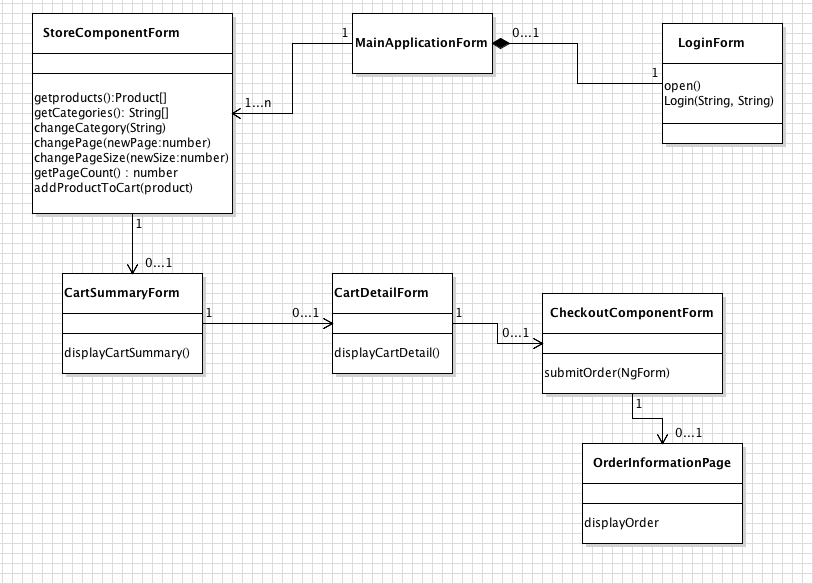 StoreComponentForm
getproducts():Product[]
getCategories(): String[]
changeCategory(String)
changePage(newPage:number)
changePageSize(newSize:number)
getPageCount() : number
addProductToCart(product)
1
MainApplicationForm
0...1
1...n
LoginForm
1
open()
Login(String, String)
1
0...1
CartSummaryForm
displayCartSummary()
1
0...1
CartDetailForm
displayCartDetail()
1
0...1
CheckoutComponentForm
submitOrder(NgForm)
1
0...1
OrderInformationPage
displayOrder